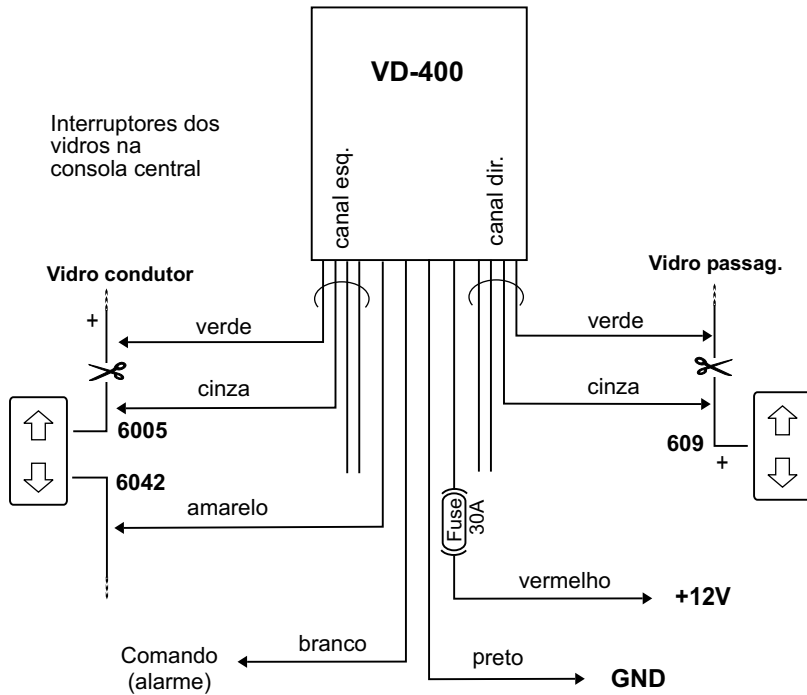 VD-400
Interruptores dos
vidros na
consola central
canal esq.
canal dir.
Vidro condutor
Vidro passag.
+
verde
verde
cinza
cinza
6005
609
+
6042
amarelo
Fuse
30A
vermelho
+12V
branco
preto
Comando
(alarme)
GND